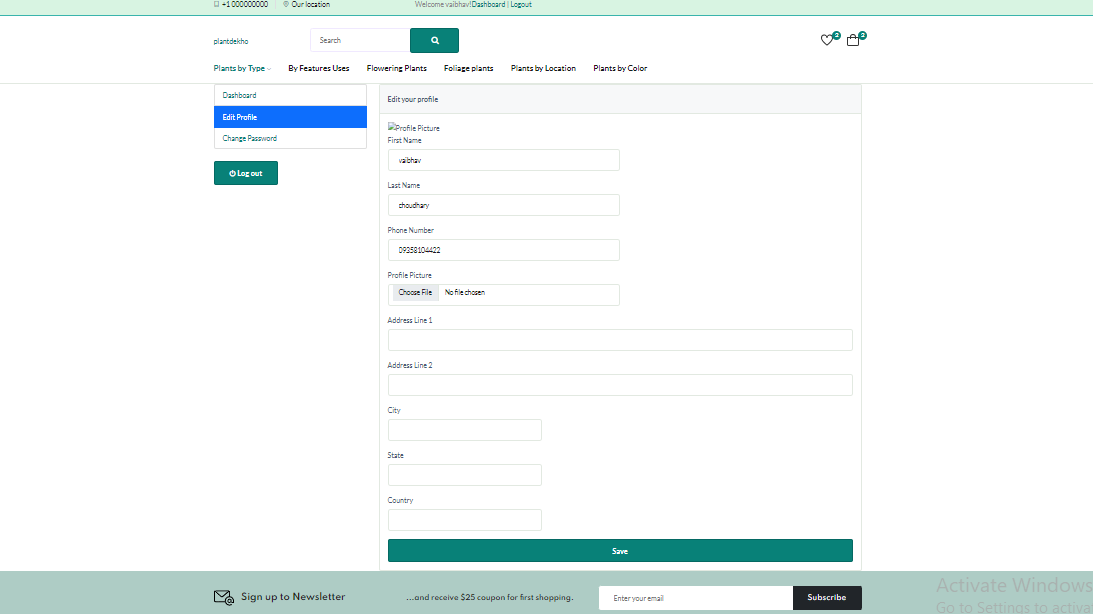 +1 000000000 Our location Welcome vaibhav!Dashboard | Logout
plantdekho Search 2 2
Plants by Type By Features Uses Flowering Plants Foliage plants Plants by Location Plants by Color
Dashboard
Edit Profile
Change Password
Log out
Edit your profile
Profile Picture
First Name
vaibhav
Last Name
choudhary
Phone Number
09358104422
Profile Picture
Choose File No file chosen
Address Line 1
Address Line 2
City
State
Country
Save
Sign up to Newsletter ...and receive $25 coupon for first shopping. Enter your email Subscribe
Activate Windows
Go to Settings to activa